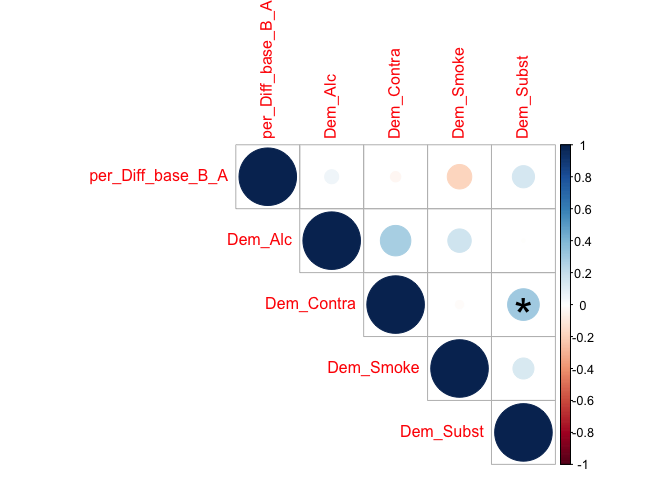 per_Diff_base_B_A
Dem_Alc
Dem_Contra
Dem_Smoke
Dem_Subst
per_Diff_base_B_A
Dem_Alc
Dem_Contra
Dem_Smoke
Dem_Subst
*
1
0.8
0.6
0.4
0.2
0
-0.2
-0.4
-0.6
-0.8
-1